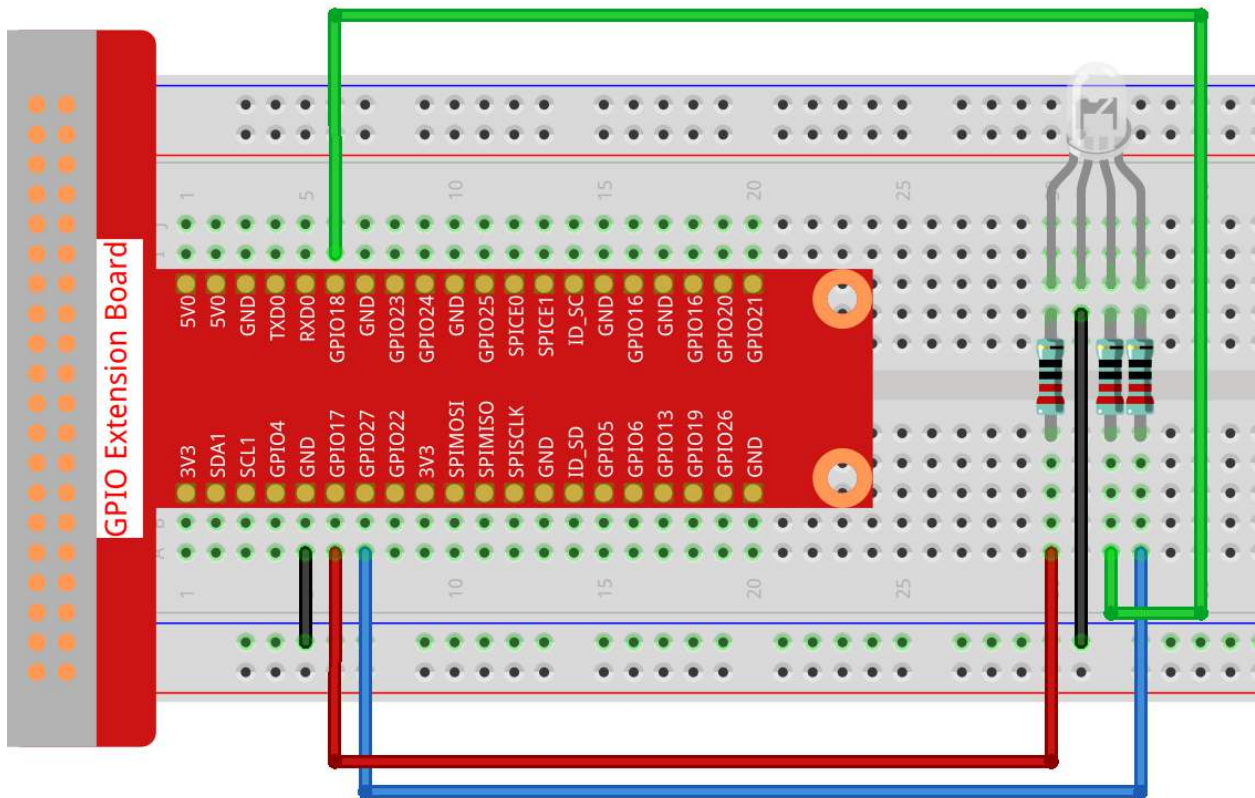 GPIO Extension Board
1 5 10 15 20 25
J
I
5V0
5V0
GND
TXD0
RXD0
GPIO18
GND
GPIO23
GPIO24
GND
GPIO25
SPICE0
SPICE1
ID_SC
GND
GPIO16
GND
GPIO16
GPIO20
GPIO21
3V3
SDA1
SCL1
GPIO4
GND
GPIO17
GPIO27
GPIO22
3V3
SPIMOSI
SPIMISO
SPISCLK
GND
ID_SD
GPIO5
GPIO6
GPIO13
GPIO19
GPIO26
GND
B
A
1 10 15 20 25